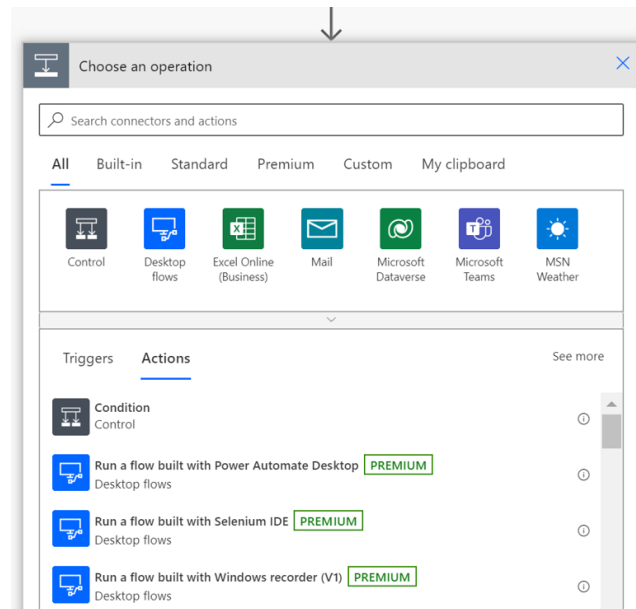 Choose an operation
Search connectors and actions
All Built-in Standard Premium Custom My clipboard
Control
Desktop
flows
Excel Online
(Business)
Mail
Microsoft
Dataverse
Microsoft
Teams
MSN
Weather
Triggers Actions See more
Condition
Control
Run a flow built with Power Automate Desktop PREMIUM
Desktop flows
Run a flow built with Selenium IDE PREMIUM
Desktop flows
Run a flow built with Windows recorder (V1) PREMIUM
Desktop flows